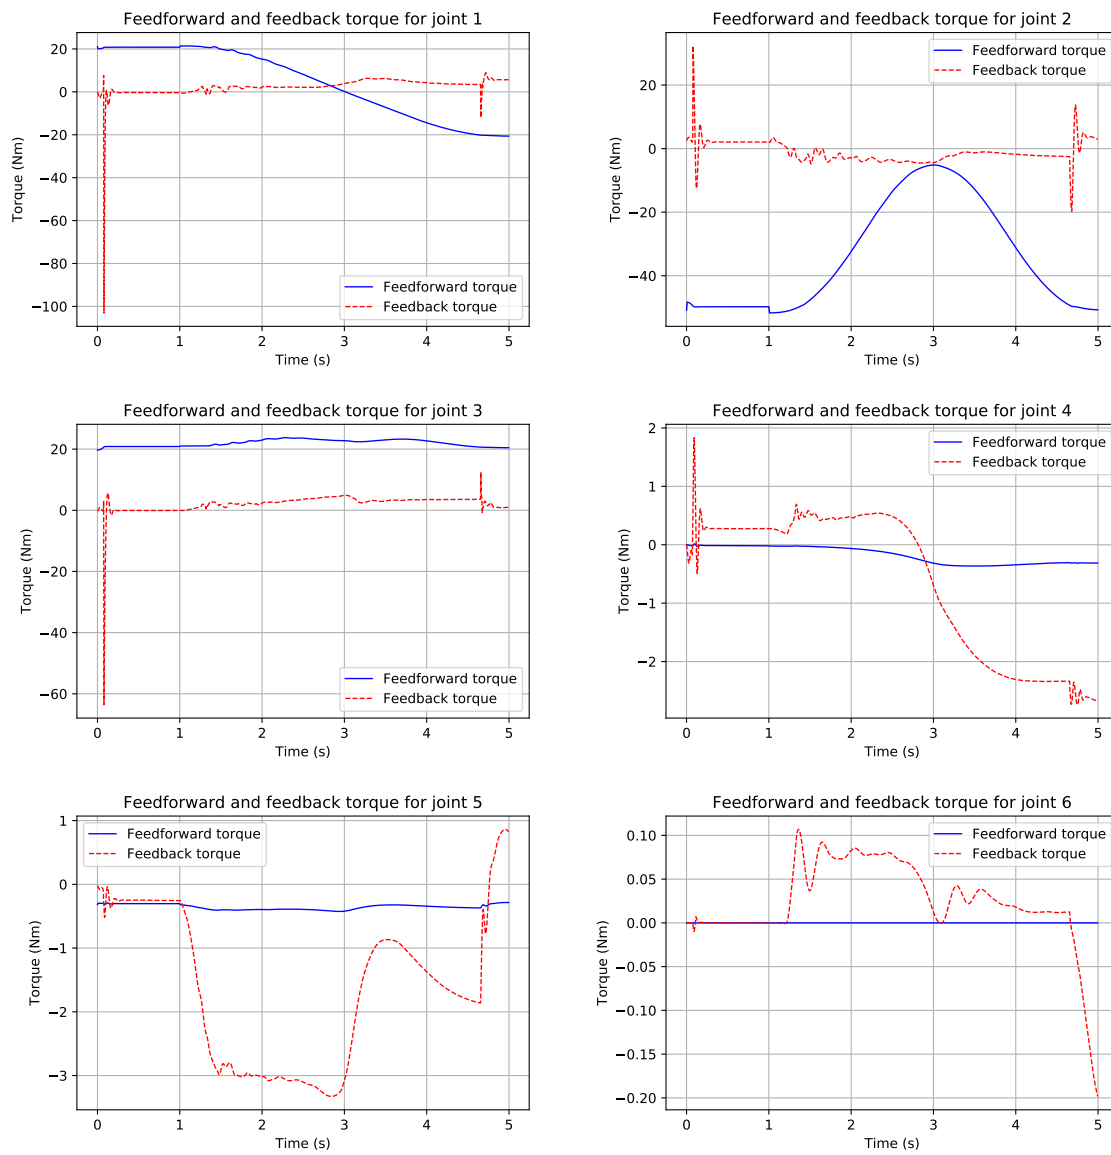 Feedforward and feedback torque for joint 1
20
0
−20
−40
−60
−80
−100
Torque (Nm)
Feedforward torque
Feedback torque
0 1 2 3 4 5
Time (s)
Feedforward and feedback torque for joint 2
20
0
−20
−40
Torque (Nm)
Feedforward torque
Feedback torque
0 1 2 3 4 5
Time (s)
Feedforward and feedback torque for joint 3
20
0
−20
−40
−60
Torque (Nm)
Feedforward torque
Feedback torque
0 1 2 3 4 5
Time (s)
Feedforward and feedback torque for joint 4
2
1
0
−1
−2
Torque (Nm)
Feedforward torque
Feedback torque
0 1 2 3 4 5
Time (s)
Feedforward and feedback torque for joint 5
1
0
−1
−2
−3
Torque (Nm)
Feedforward torque
Feedback torque
0 1 2 3 4 5
Time (s)
Feedforward and feedback torque for joint 6
0.10
0.05
0.00
−0.05
−0.10
−0.15
−0.20
Torque (Nm)
Feedforward torque
Feedback torque
0 1 2 3 4 5
Time (s)